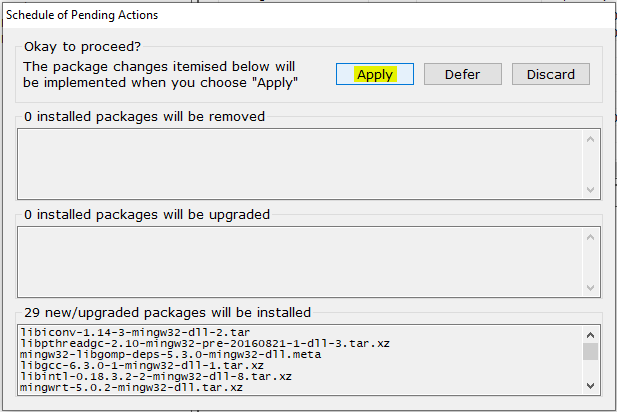 Schedule of Pending Actions
Okay to proceed?
The package changes itemised below will
be implemented when you choose "Apply"
Apply
Defer
Discard
0 installed packages will be removed
0 installed packages will be upgraded
29 new/upgraded packages will be installed
libiconv-1.14-3-mingw32-dll-2.tar
libpthreadgc-2.10-mingw32-pre-20160821-1-dll-3.tar.xz
mingw32-libgomp-deps-5.3.0-mingw32-dll.meta
libgcc-6.3.0-1-mingw32-dll-1.tar.xz
libintl-0.18.3.2-2-mingw32-dll-8.tar.xz
mingwrt-5.0.2-mingw32-dll.tar.xz